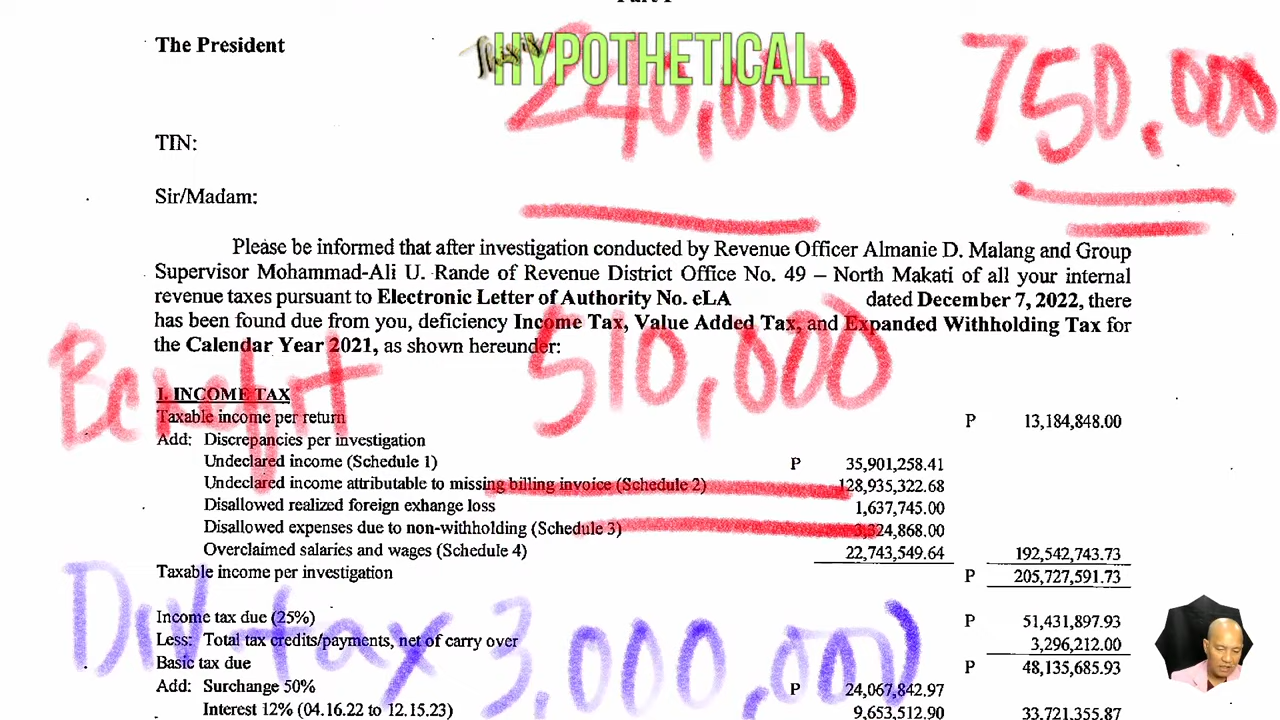 The President
This is HYPOTHETICAL.
240,000
750,000
TIN:
Sir/Madam:
Please be informed that after investigation conducted by Revenue Officer Almanie D. Malang and Group
Supervisor Mohammad-Ali U. Rande of Revenue District Office No. 49 – North Makati of all your internal
revenue taxes pursuant to Electronic Letter of Authority No. eLA dated December 7, 2022, there
has been found due from you, deficiency Income Tax, Value Added Tax, and Expanded Withholding Tax for
the Calendar Year 2021, as shown hereunder:
Benefit 510,000
I. INCOME TAX
Taxable income per return P 13,184,848.00
Add: Discrepancies per investigation
Undeclared income (Schedule 1) P 35,901,258.41
Undeclared income attributable to missing billing invoice (Schedule 2) 128,935,322.68
Disallowed realized foreign exhange loss 1,637,745.00
Disallowed expenses due to non-withholding (Schedule 3) 3,324,868.00
Overclaimed salaries and wages (Schedule 4) 22,743,549.64 192,542,743.73
Taxable income per investigation P 205,727,591.73
Div. tax 3,000,000
Income tax due (25%) P 51,431,897.93
Less: Total tax credits/payments, net of carry over 3,296,212.00
Basic tax due P 48,135,685.93
Add: Surcharge 50% P 24,067,842.97
Interest 12% (04.16.22 to 12.15.23) 9,653,512.90 33,721,355.87